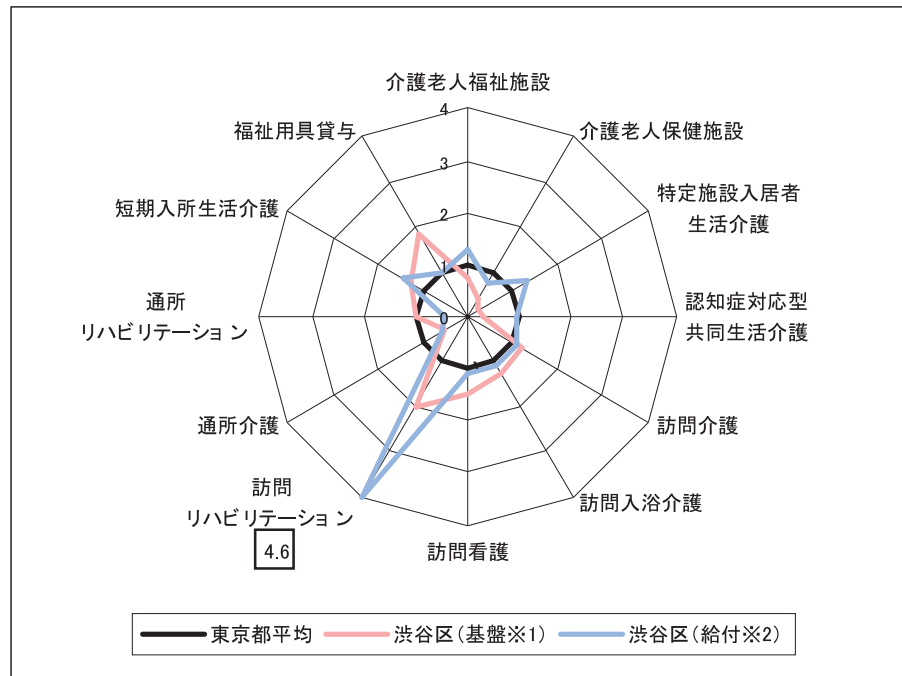 介護老人福祉施設
4
福祉用具貸与
介護老人保健施設
3
特定施設入居者
生活介護
短期入所生活介護
2
1
通所
リハビリテーション
0
認知症対応型
共同生活介護
-1
通所介護
訪問介護
訪問
リハビリテーション
4.6
訪問入浴介護
訪問看護
東京都平均
渋谷区(基盤※1)
渋谷区(給付※2)